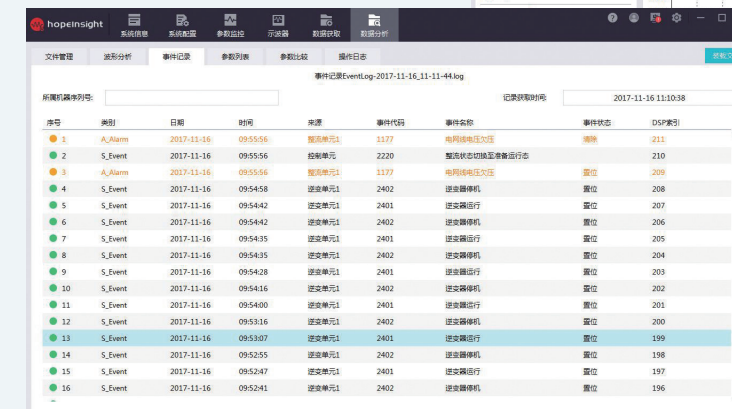 hopeInsight
系统信息 系统配置 参数监控 示波器 数据获取 数据分析
文件管理 波形分析 事件记录 参数列表 参数比较 操作日志
事件记录EventLog-2017-11-16_11-11-44.log
所属机器序列号: 记录获取时间: 2017-11-16 11:10:38
序号 类别 日期 时间 来源 事件代码 事件名称 事件状态 DSP索引
1 A_Alarm 2017-11-16 09:55:56 整流单元1 1177 电网线电压欠压 清除 211
2 S_Event 2017-11-16 09:55:56 控制单元 2220 整流状态切换至准备运行态 210
3 A_Alarm 2017-11-16 09:55:56 整流单元1 1177 电网线电压欠压 置位 209
4 S_Event 2017-11-16 09:54:58 逆变单元1 2402 逆变器停机 置位 208
5 S_Event 2017-11-16 09:54:42 逆变单元1 2401 逆变器运行 置位 207
6 S_Event 2017-11-16 09:54:42 逆变单元1 2402 逆变器停机 置位 206
7 S_Event 2017-11-16 09:54:35 逆变单元1 2401 逆变器运行 置位 205
8 S_Event 2017-11-16 09:54:35 逆变单元1 2402 逆变器停机 置位 204
9 S_Event 2017-11-16 09:54:28 逆变单元1 2401 逆变器运行 置位 203
10 S_Event 2017-11-16 09:54:16 逆变单元1 2402 逆变器停机 置位 202
11 S_Event 2017-11-16 09:54:00 逆变单元1 2401 逆变器运行 置位 201
12 S_Event 2017-11-16 09:53:16 逆变单元1 2402 逆变器停机 置位 200
13 S_Event 2017-11-16 09:53:07 逆变单元1 2401 逆变器运行 置位 199
14 S_Event 2017-11-16 09:52:55 逆变单元1 2402 逆变器停机 置位 198
15 S_Event 2017-11-16 09:52:47 逆变单元1 2401 逆变器运行 置位 197
16 S_Event 2017-11-16 09:52:41 逆变单元1 2402 逆变器停机 置位 196